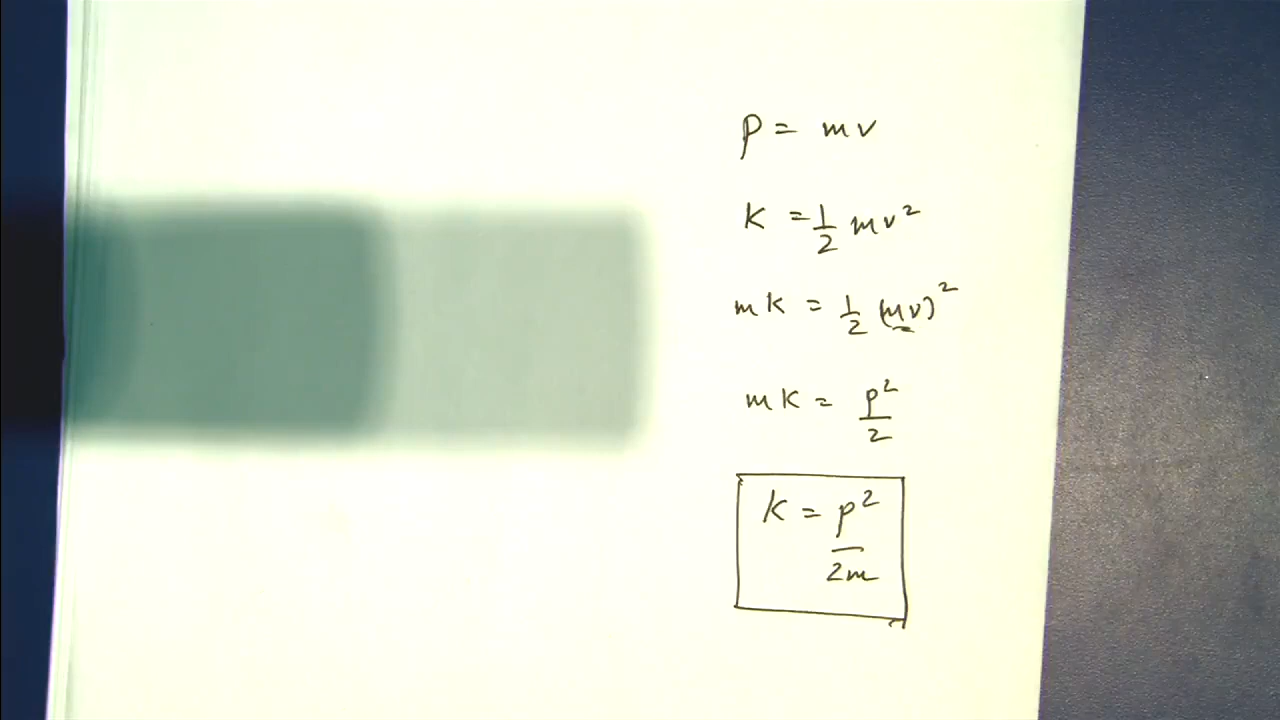 p = mv
K = 1/2 mv²
mK = 1/2 (mv)²
mK = p²/2
K = p²/2m